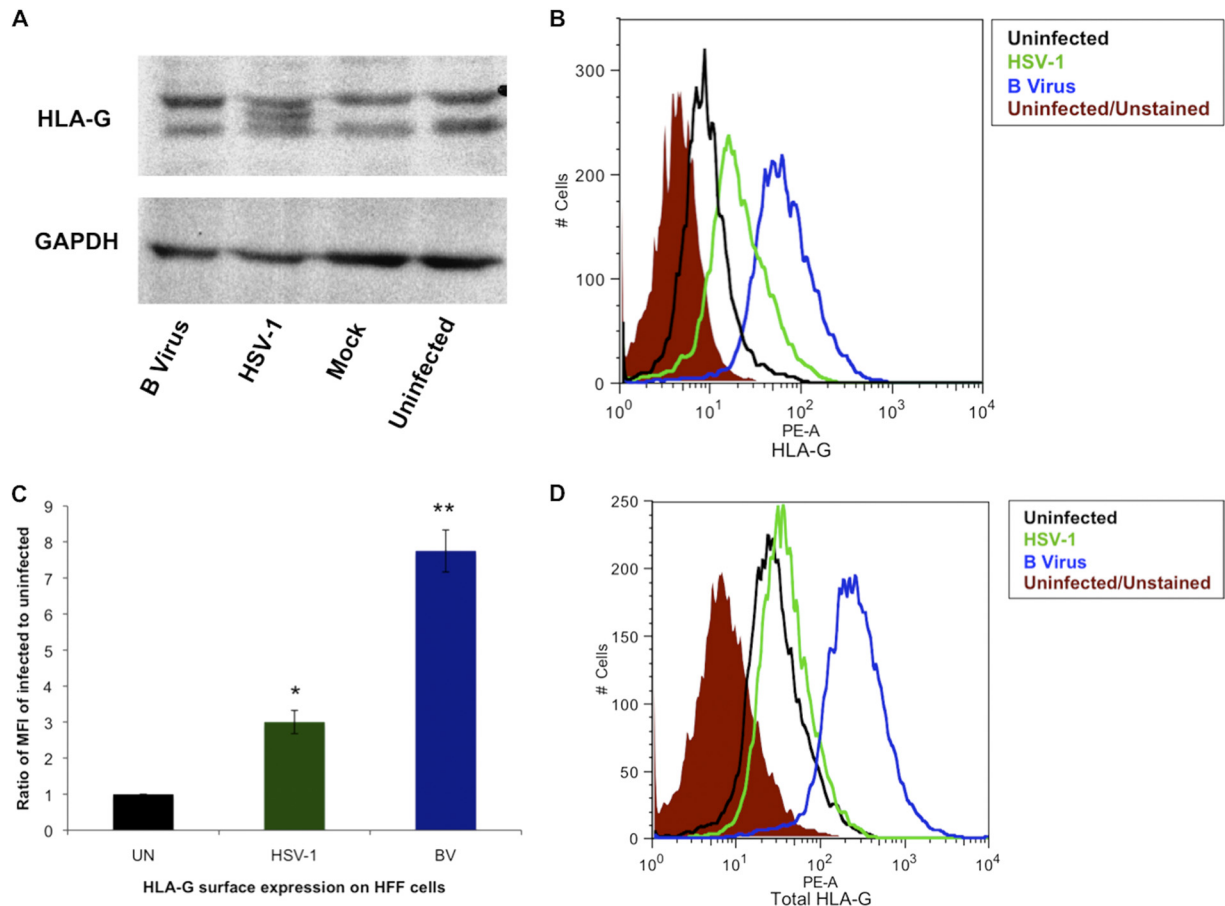 A
HLA-G
GAPDH
B Virus
HSV-1
Mock
Uninfected
B
300
200
100
0
# Cells
10^0
10^1
10^2
10^3
10^4
PE-A
HLA-G
Uninfected
HSV-1
B Virus
Uninfected/Unstained
C
Ratio of MFI of infected to uninfected
9
8
7
6
5
4
3
2
1
0
*
**
UN
HSV-1
BV
HLA-G surface expression on HFF cells
D
250
200
150
100
50
0
# Cells
10^0
10^1
10^2
10^3
10^4
PE-A
Total HLA-G
Uninfected
HSV-1
B Virus
Uninfected/Unstained